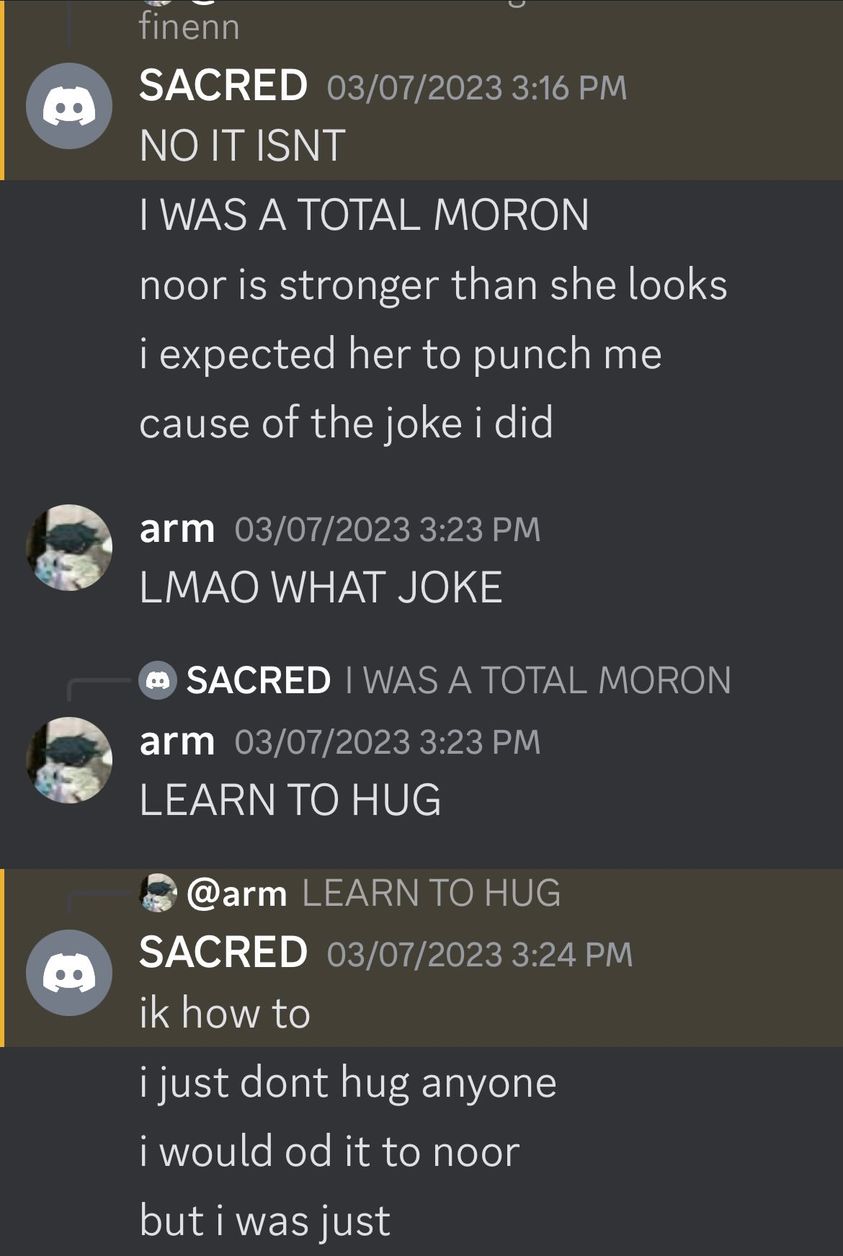 finenn
SACRED 03/07/2023 3:16 PM
NO IT ISNT
I WAS A TOTAL MORON
noor is stronger than she looks
i expected her to punch me
cause of the joke i did
arm 03/07/2023 3:23 PM
LMAO WHAT JOKE
SACRED I WAS A TOTAL MORON
arm 03/07/2023 3:23 PM
LEARN TO HUG
@arm LEARN TO HUG
SACRED 03/07/2023 3:24 PM
ik how to
i just dont hug anyone
i would od it to noor
but i was just